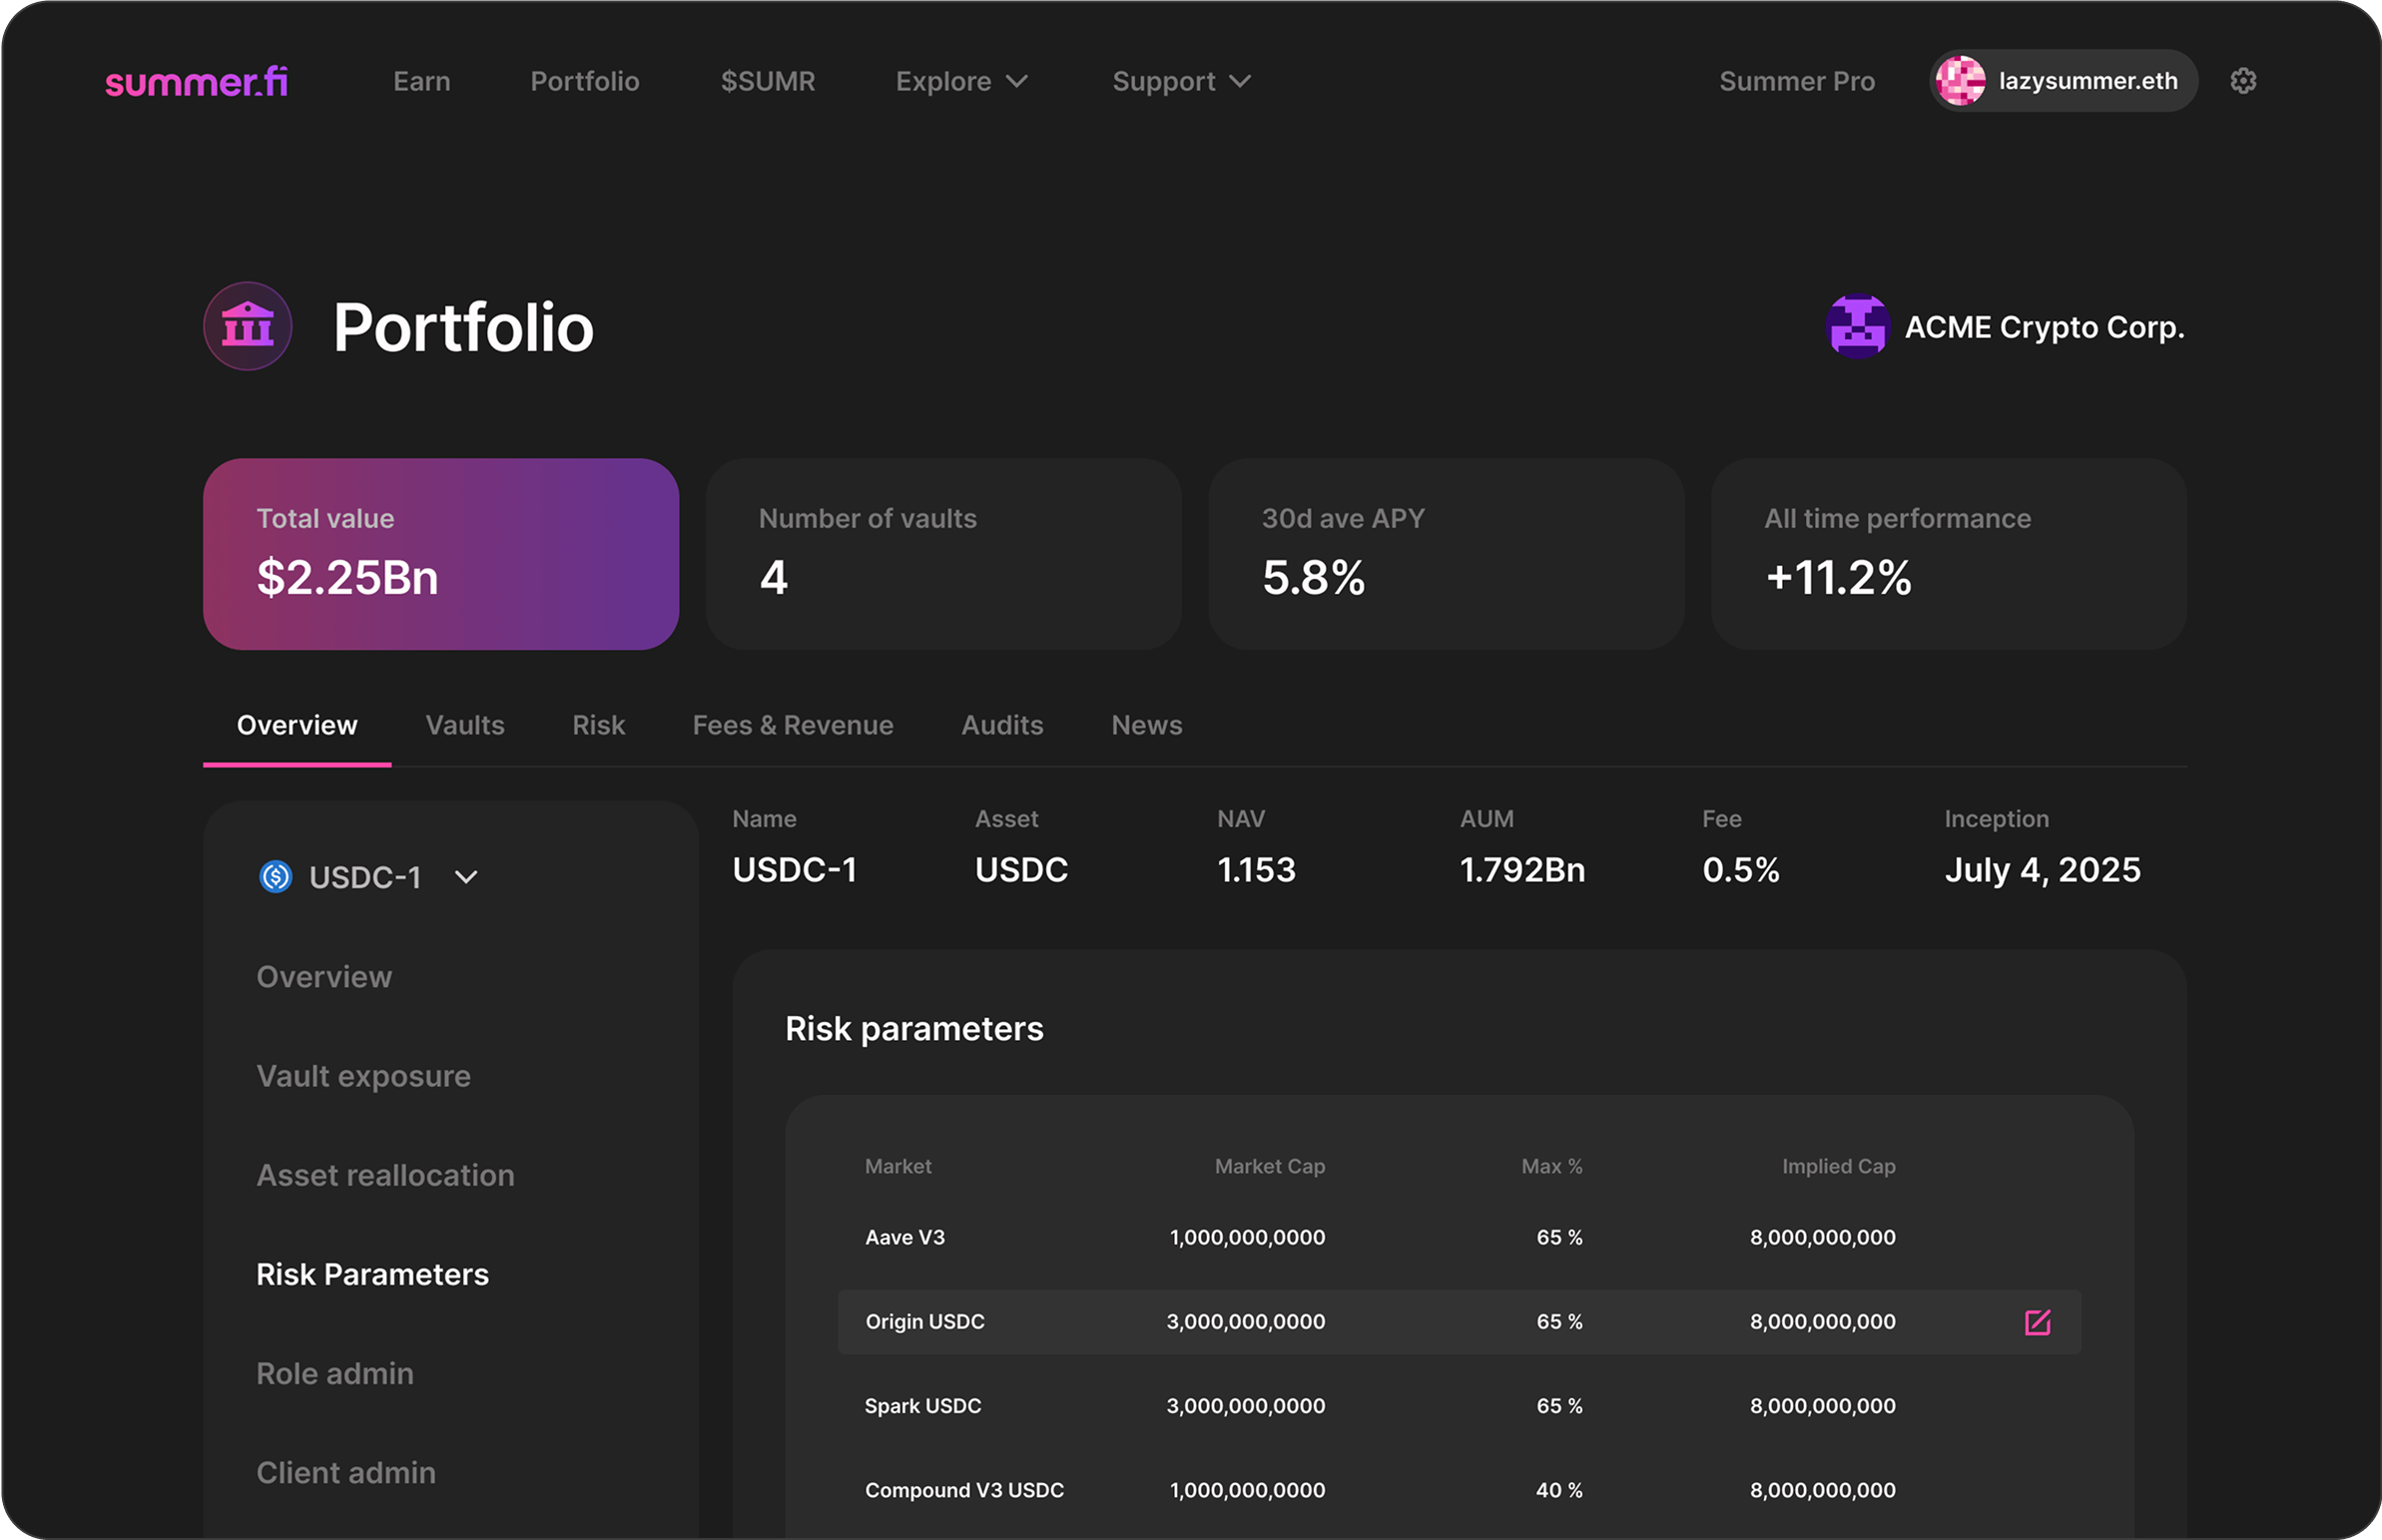 summer.fi Earn Portfolio $SUMR Explore Support Summer Pro lazysummer.eth
Portfolio ACME Crypto Corp.
Total value Number of vaults 30d ave APY All time performance
$2.25Bn 4 5.8% +11.2%
Overview Vaults Risk Fees & Revenue Audits News
Name Asset NAV AUM Fee Inception
USDC-1 USDC 1.153 1.792Bn 0.5% July 4, 2025
USDC-1
Overview
Vault exposure
Asset reallocation
Risk Parameters
Role admin
Client admin
Risk parameters
Market Market Cap Max % Implied Cap
Aave V3 1,000,000,0000 65 % 8,000,000,000
Origin USDC 3,000,000,0000 65 % 8,000,000,000
Spark USDC 3,000,000,0000 65 % 8,000,000,000
Compound V3 USDC 1,000,000,0000 40 % 8,000,000,000